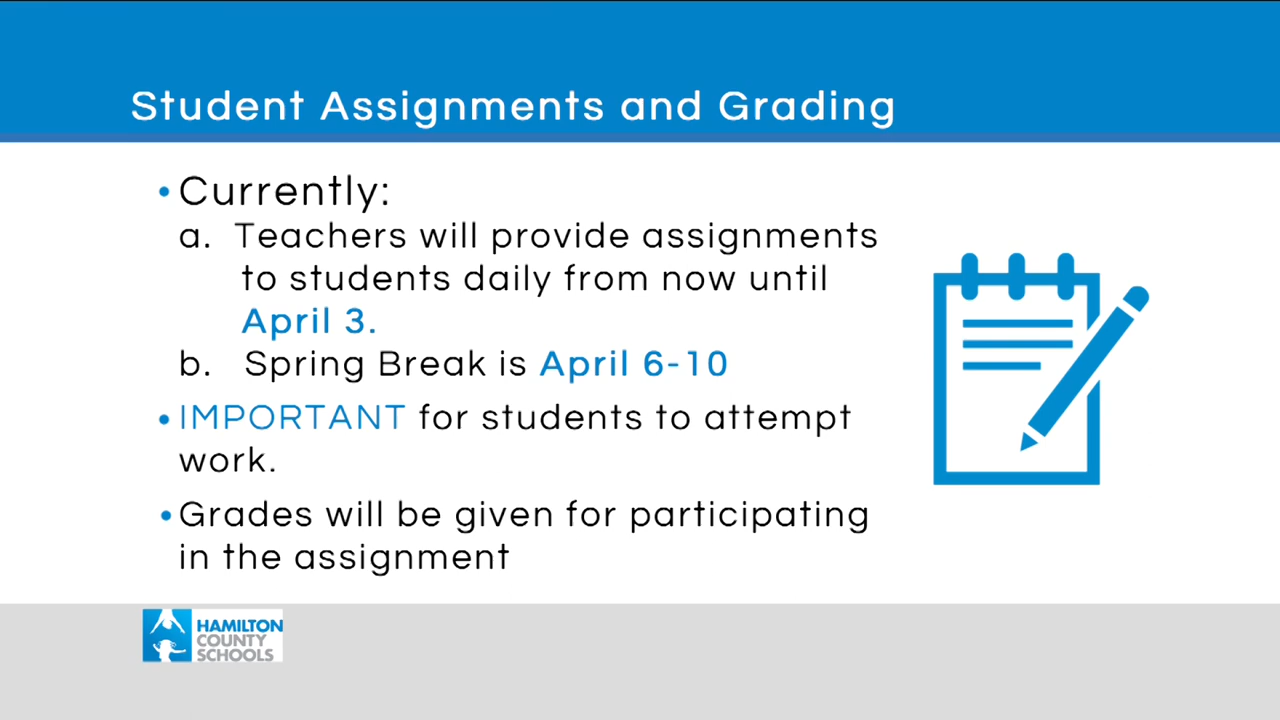 Student Assignments and Grading
• Currently:
a. Teachers will provide assignments
to students daily from now until
April 3.
b. Spring Break is April 6-10
• IMPORTANT for students to attempt
work.
• Grades will be given for participating
in the assignment
HAMILTON
COUNTY
SCHOOLS